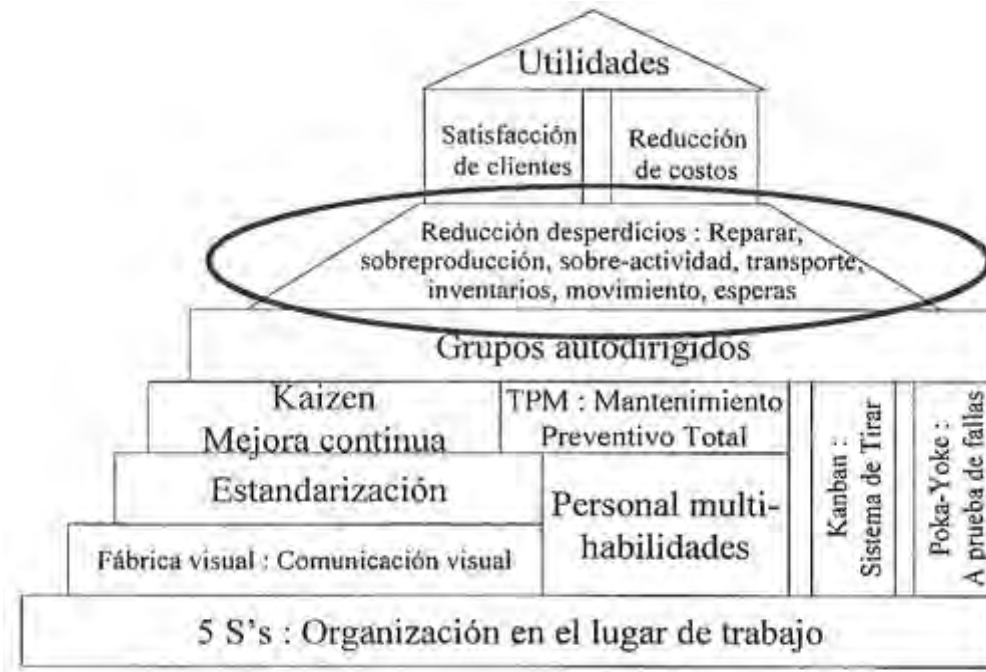 Utilidades
Satisfacción
de clientes
Reducción
de costos
Reducción desperdicios : Reparar,
sobreproducción, sobre-actividad, transporte,
inventarios, movimiento, esperas
Grupos autodirigidos
Kaizen
Mejora continua
TPM : Mantenimiento
Preventivo Total
Estandarización
Personal multi-
habilidades
Fábrica visual : Comunicación visual
Kanban :
Sistema de Tirar
Poka-Yoke :
A prueba de fallas
5 S's : Organización en el lugar de trabajo